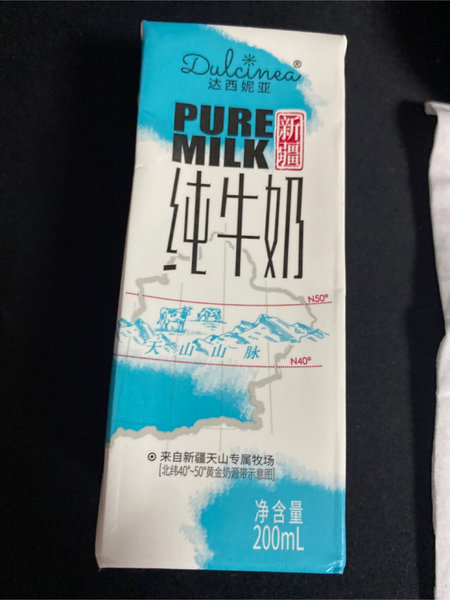 Dulcinea®
达西妮亚
PURE
MILK
新疆
纯牛奶
N50°
天山山脉
N40°
来自新疆天山专属牧场
[北纬40°~50°黄金奶源带示意图]
净含量
200mL